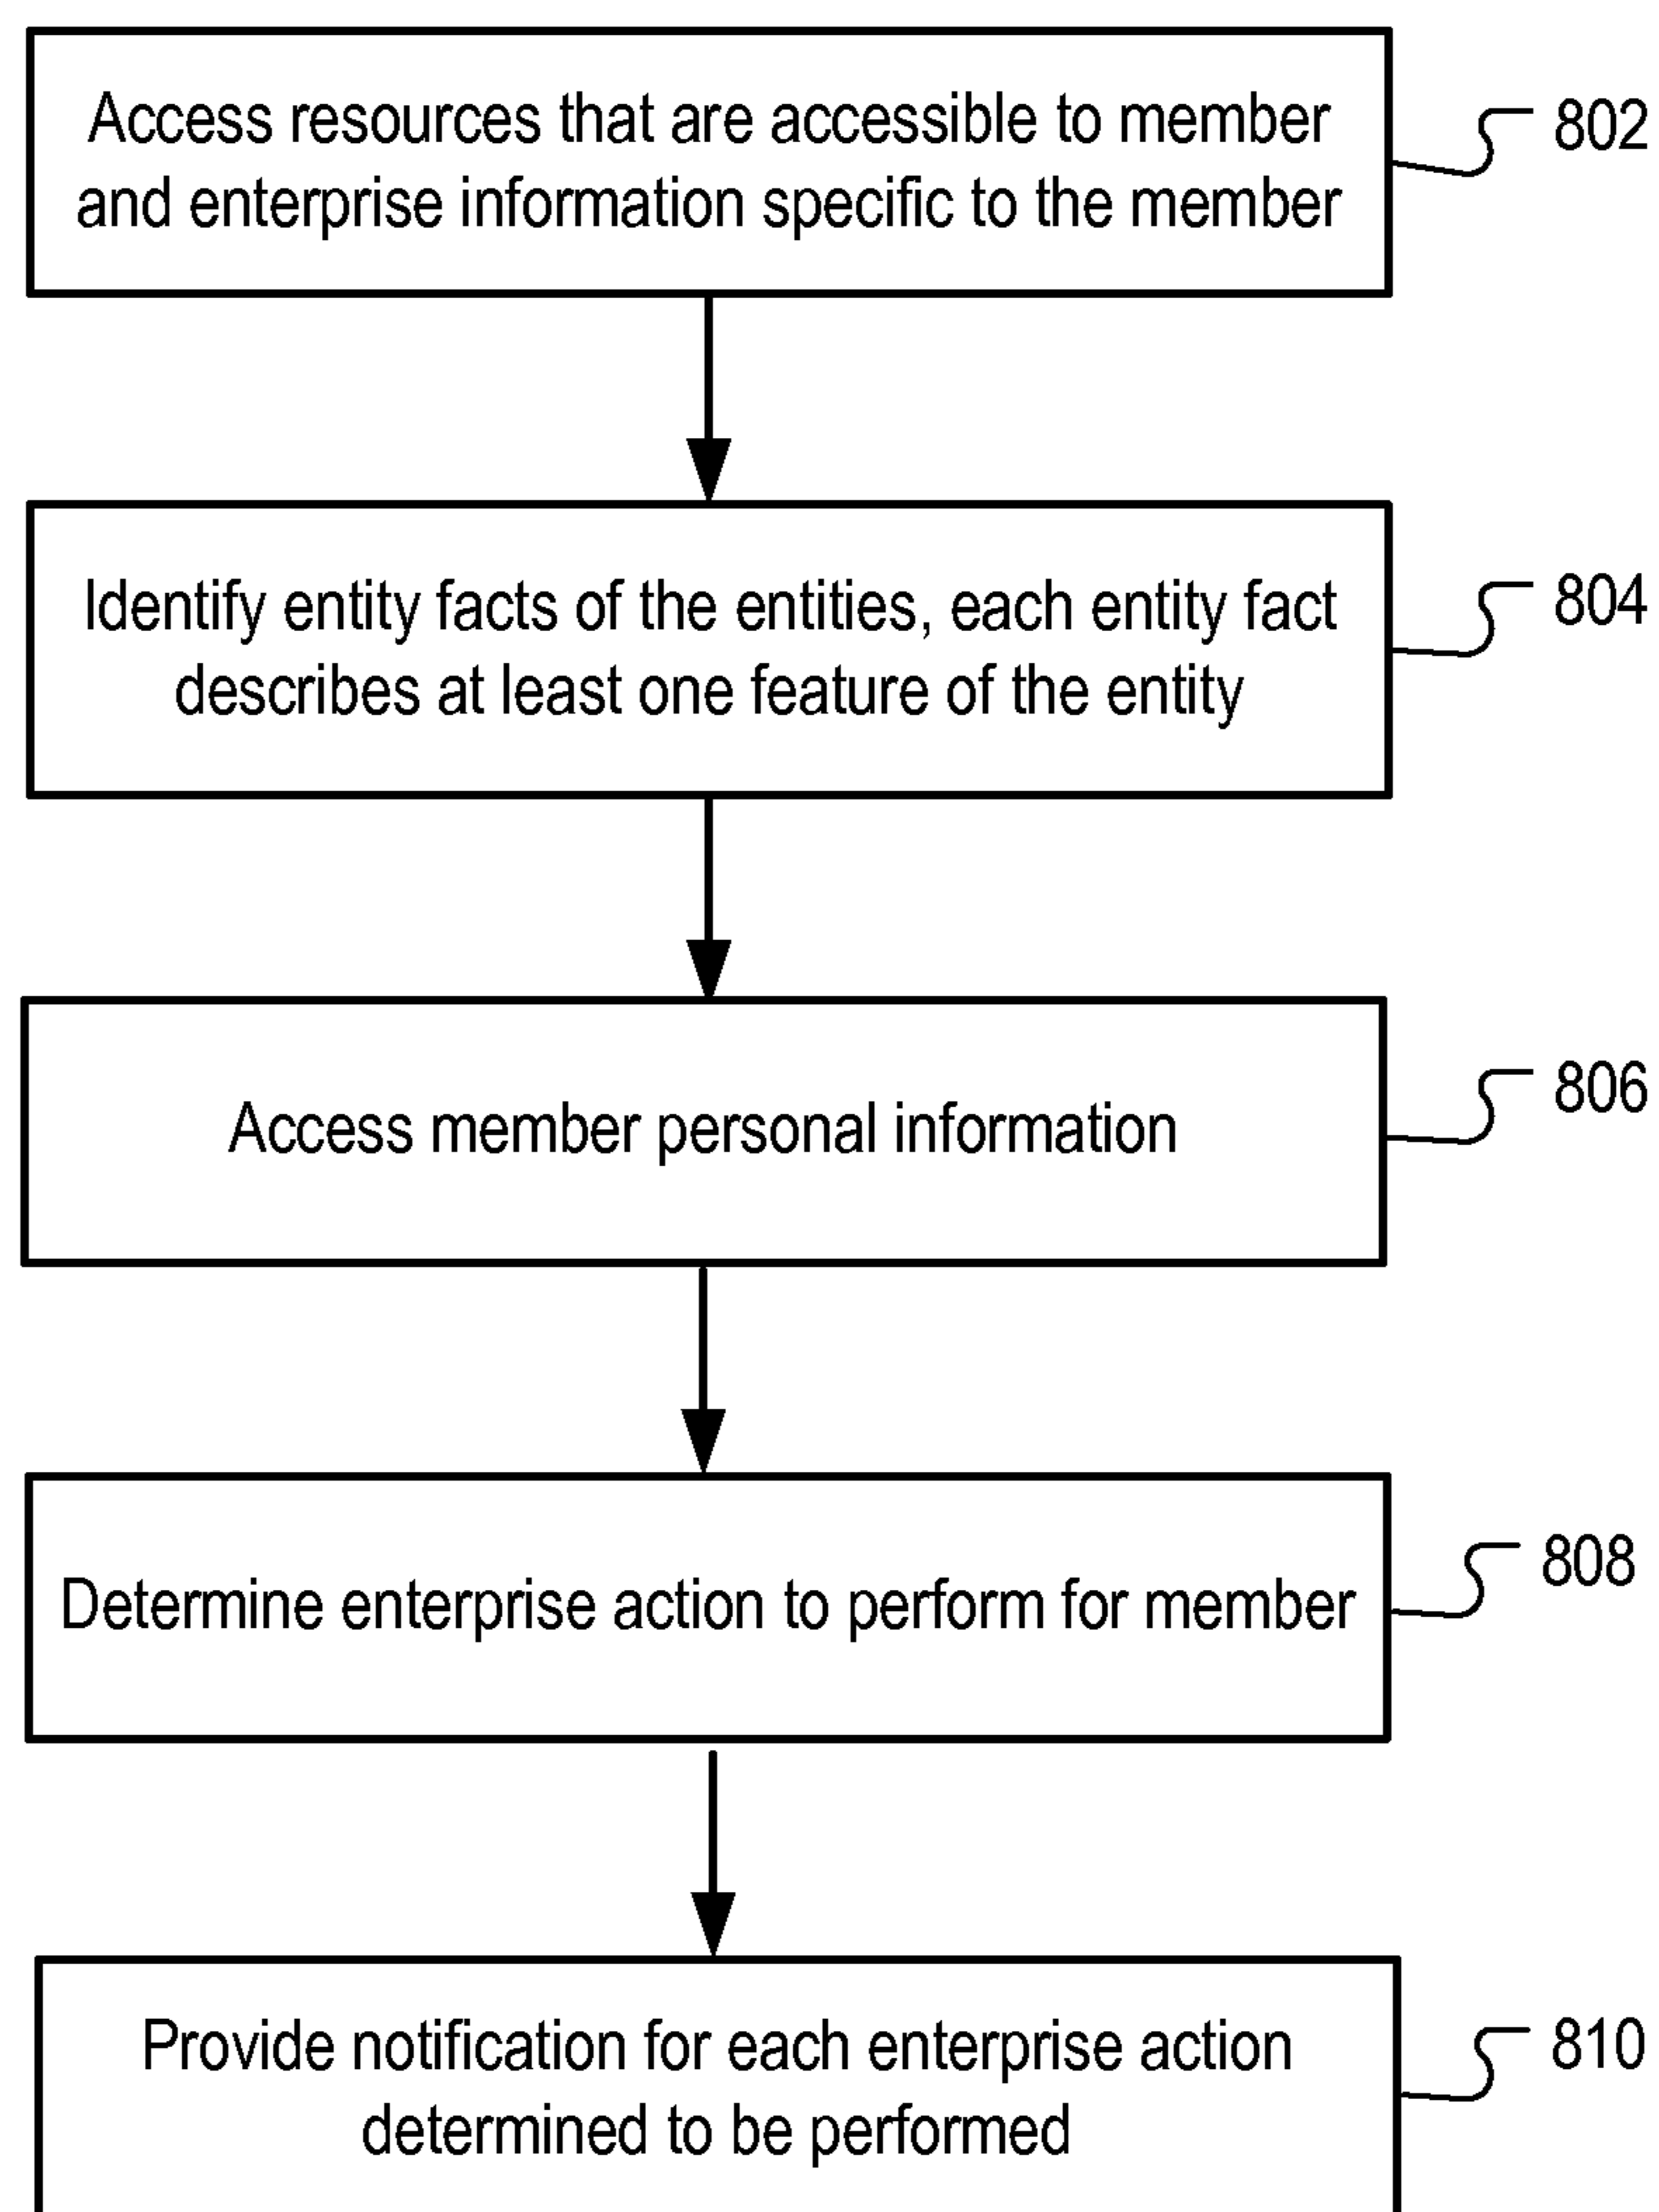 Access resources that are accessible to member
and enterprise information specific to the member
802
Identify entity facts of the entities, each entity fact
describes at least one feature of the entity
804
Access member personal information
806
Determine enterprise action to perform for member
808
Provide notification for each enterprise action
determined to be performed
810